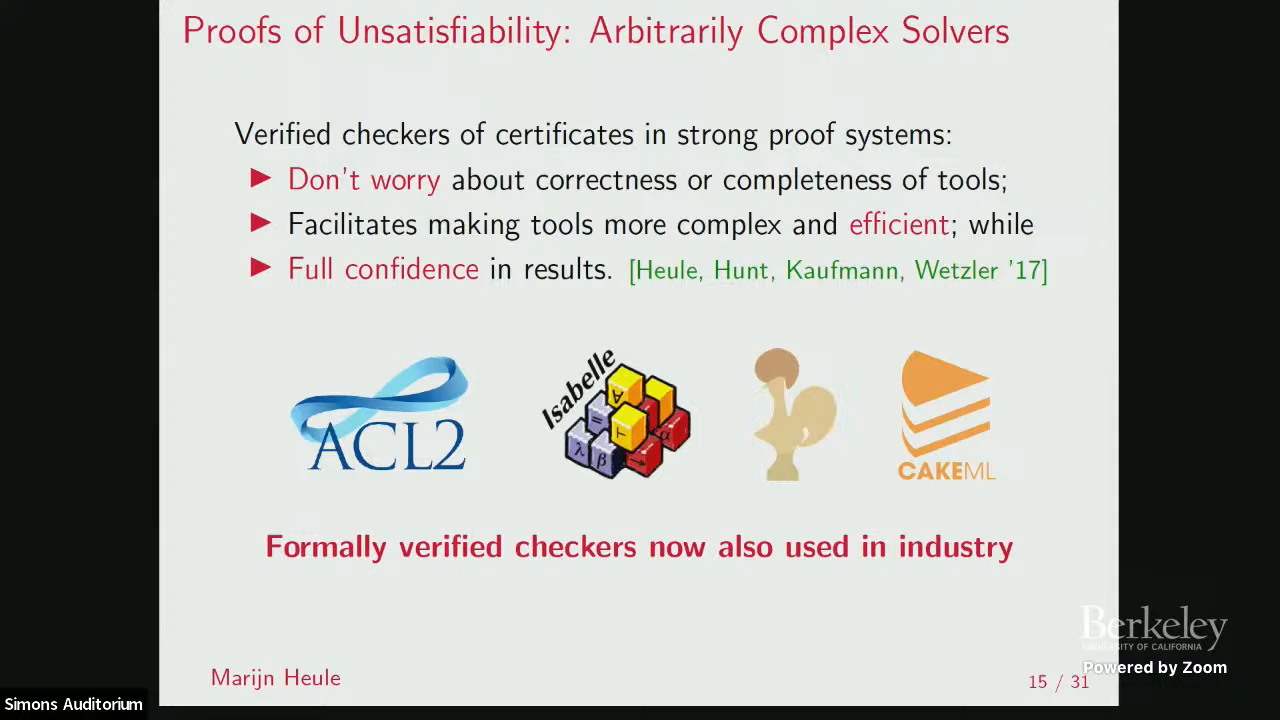 Proofs of Unsatisfiability: Arbitrarily Complex Solvers
Verified checkers of certificates in strong proof systems:
Don't worry about correctness or completeness of tools;
Facilitates making tools more complex and efficient; while
Full confidence in results. [Heule, Hunt, Kaufmann, Wetzler '17]
ACL2
Isabelle
∀
=
λ
β
⊢
α
→
CAKEML
Formally verified checkers now also used in industry
Berkeley
UNIVERSITY OF CALIFORNIA
Powered by Zoom
Marijn Heule
15 / 31
Simons Auditorium